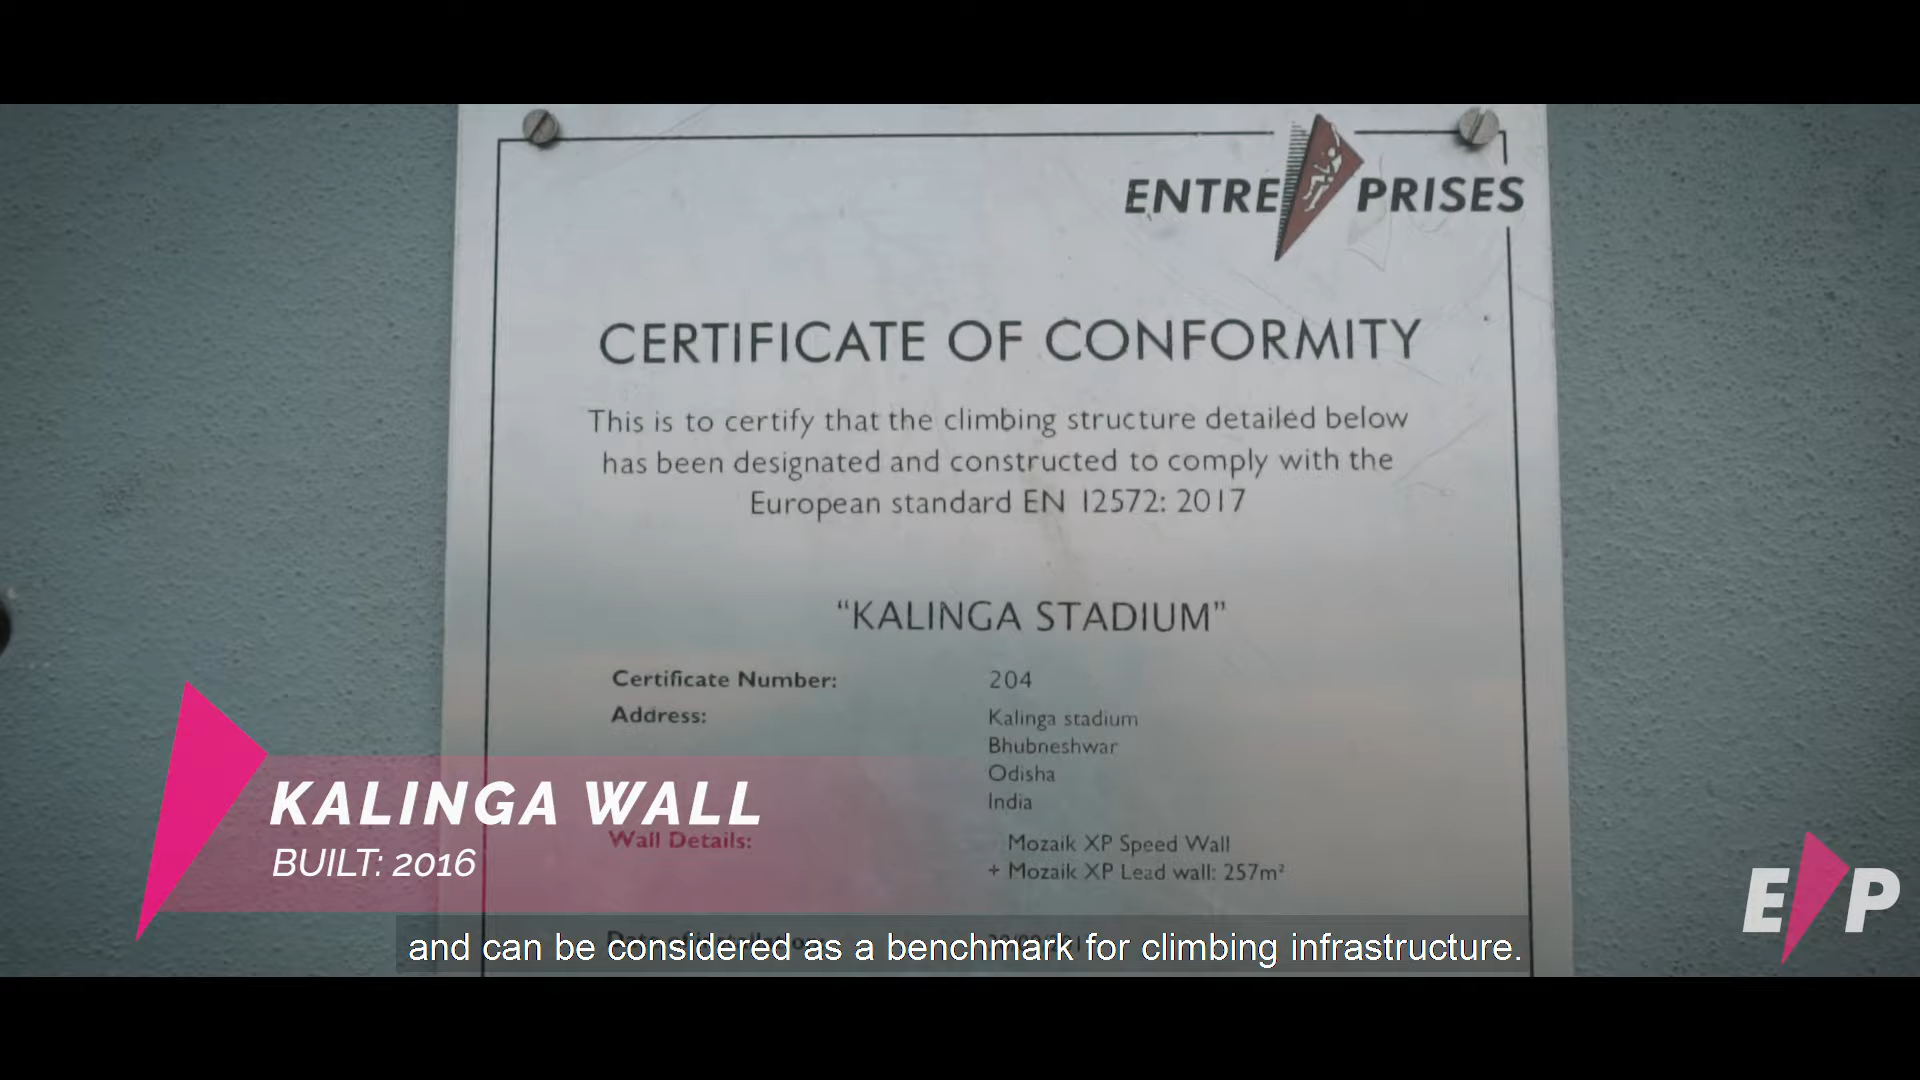 ENTRE PRISES
CERTIFICATE OF CONFORMITY
This is to certify that the climbing structure detailed below
has been designated and constructed to comply with the
European standard EN 12572: 2017
"KALINGA STADIUM"
Certificate Number: 204
Address: Kalinga stadium
Bhubneshwar
Odisha
India
KALINGA WALL
Wall Details: Mozaik XP Speed Wall
BUILT: 2016
+ Mozaik XP Lead wall: 257m²
E P
and can be considered as a benchmark for climbing infrastructure.